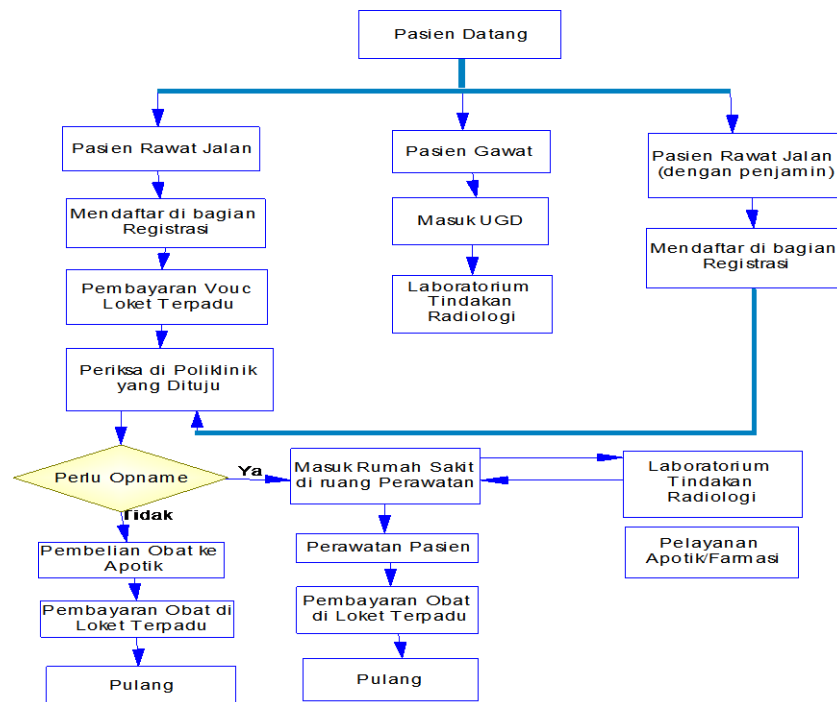 Pasien Datang
Pasien Rawat Jalan
Pasien Gawat
Pasien Rawat Jalan
(dengan penjamin)
Mendaftar di bagian
Registrasi
Masuk UGD
Mendaftar di bagian
Registrasi
Pembayaran Vouc
Loket Terpadu
Laboratorium
Tindakan
Radiologi
Periksa di Poliklinik
yang Dituju
Perlu Opname
Ya
Tidak
Masuk Rumah Sakit
di ruang Perawatan
Laboratorium
Tindakan
Radiologi
Pembelian Obat ke
Apotik
Perawatan Pasien
Pelayanan
Apotik/Farmasi
Pembayaran Obat di
Loket Terpadu
Pembayaran Obat
di Loket Terpadu
Pulang
Pulang